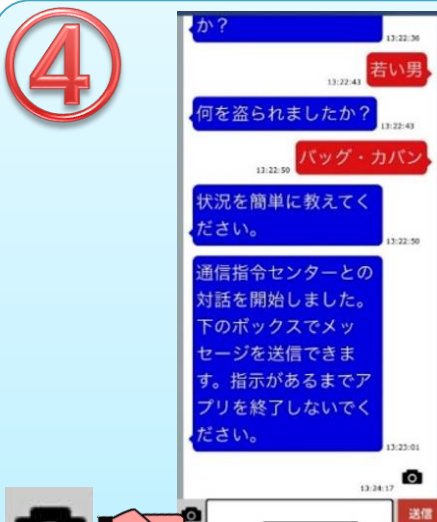 ④
か？
13:22:36
若い男
13:22:43
何を盗られましたか？
13:22:43
バッグ・カバン
13:22:50
状況を簡単に教えてく
ださい。
13:22:50
通信指令センターとの
対話を開始しました。
下のボックスでメッ
セージを送信できま
す。指示があるまでア
プリを終了しないでく
ださい。
13:23:01
13:24:17
送信